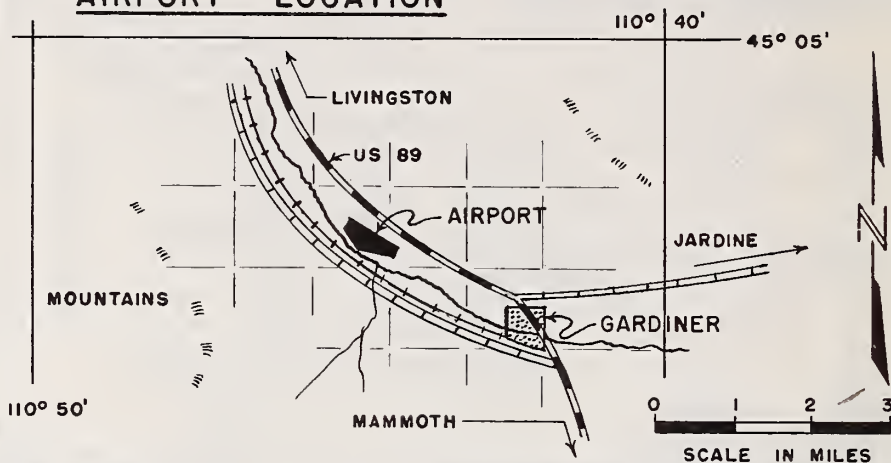 AIRPORT LOCATION
110° 40'
45° 05'
LIVINGSTON
US 89
AIRPORT
JARDINE
MOUNTAINS
GARDINER
N
110° 50'
MAMMOTH
0 1 2 3
SCALE IN MILES